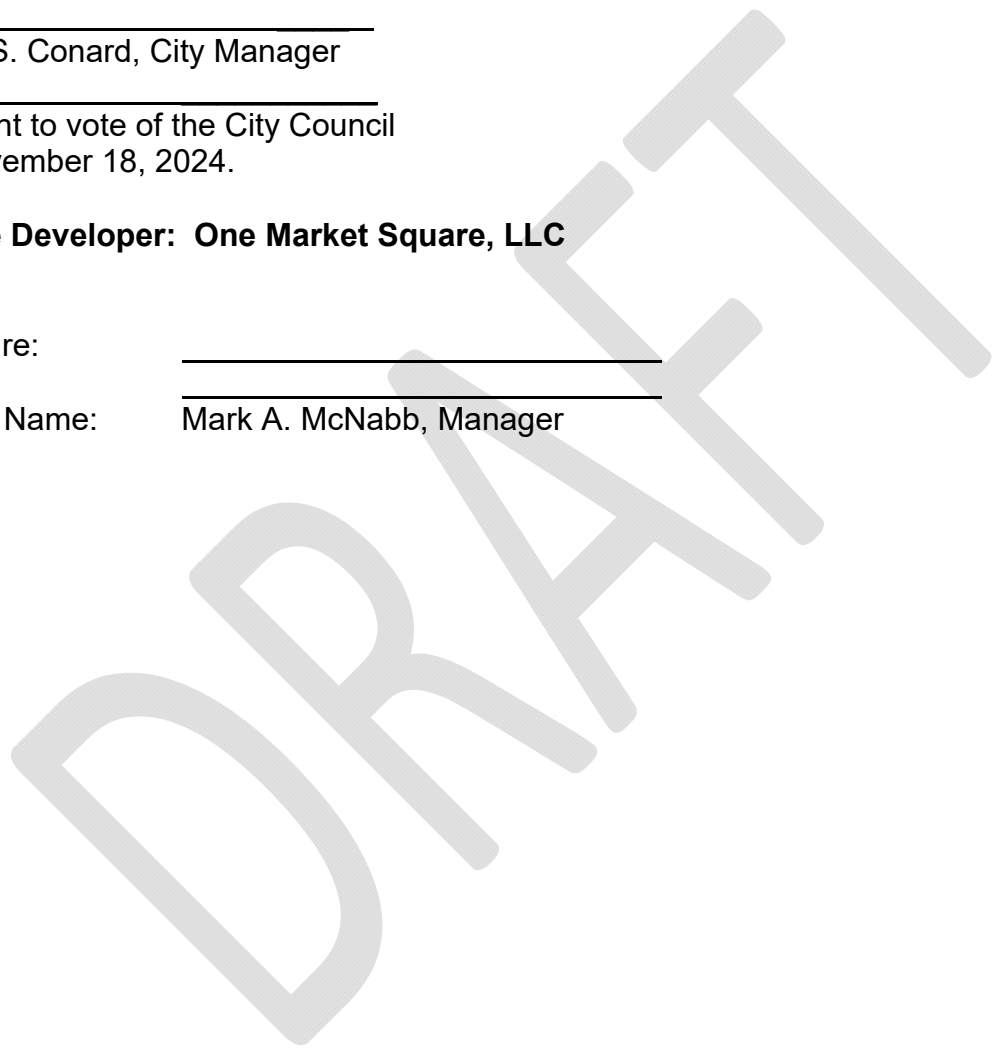 S. Conard, City Manager
nt to vote of the City Council
vember 18, 2024.
e Developer: One Market Square, LLC
re:
Name: Mark A. McNabb, Manager
DRAFT